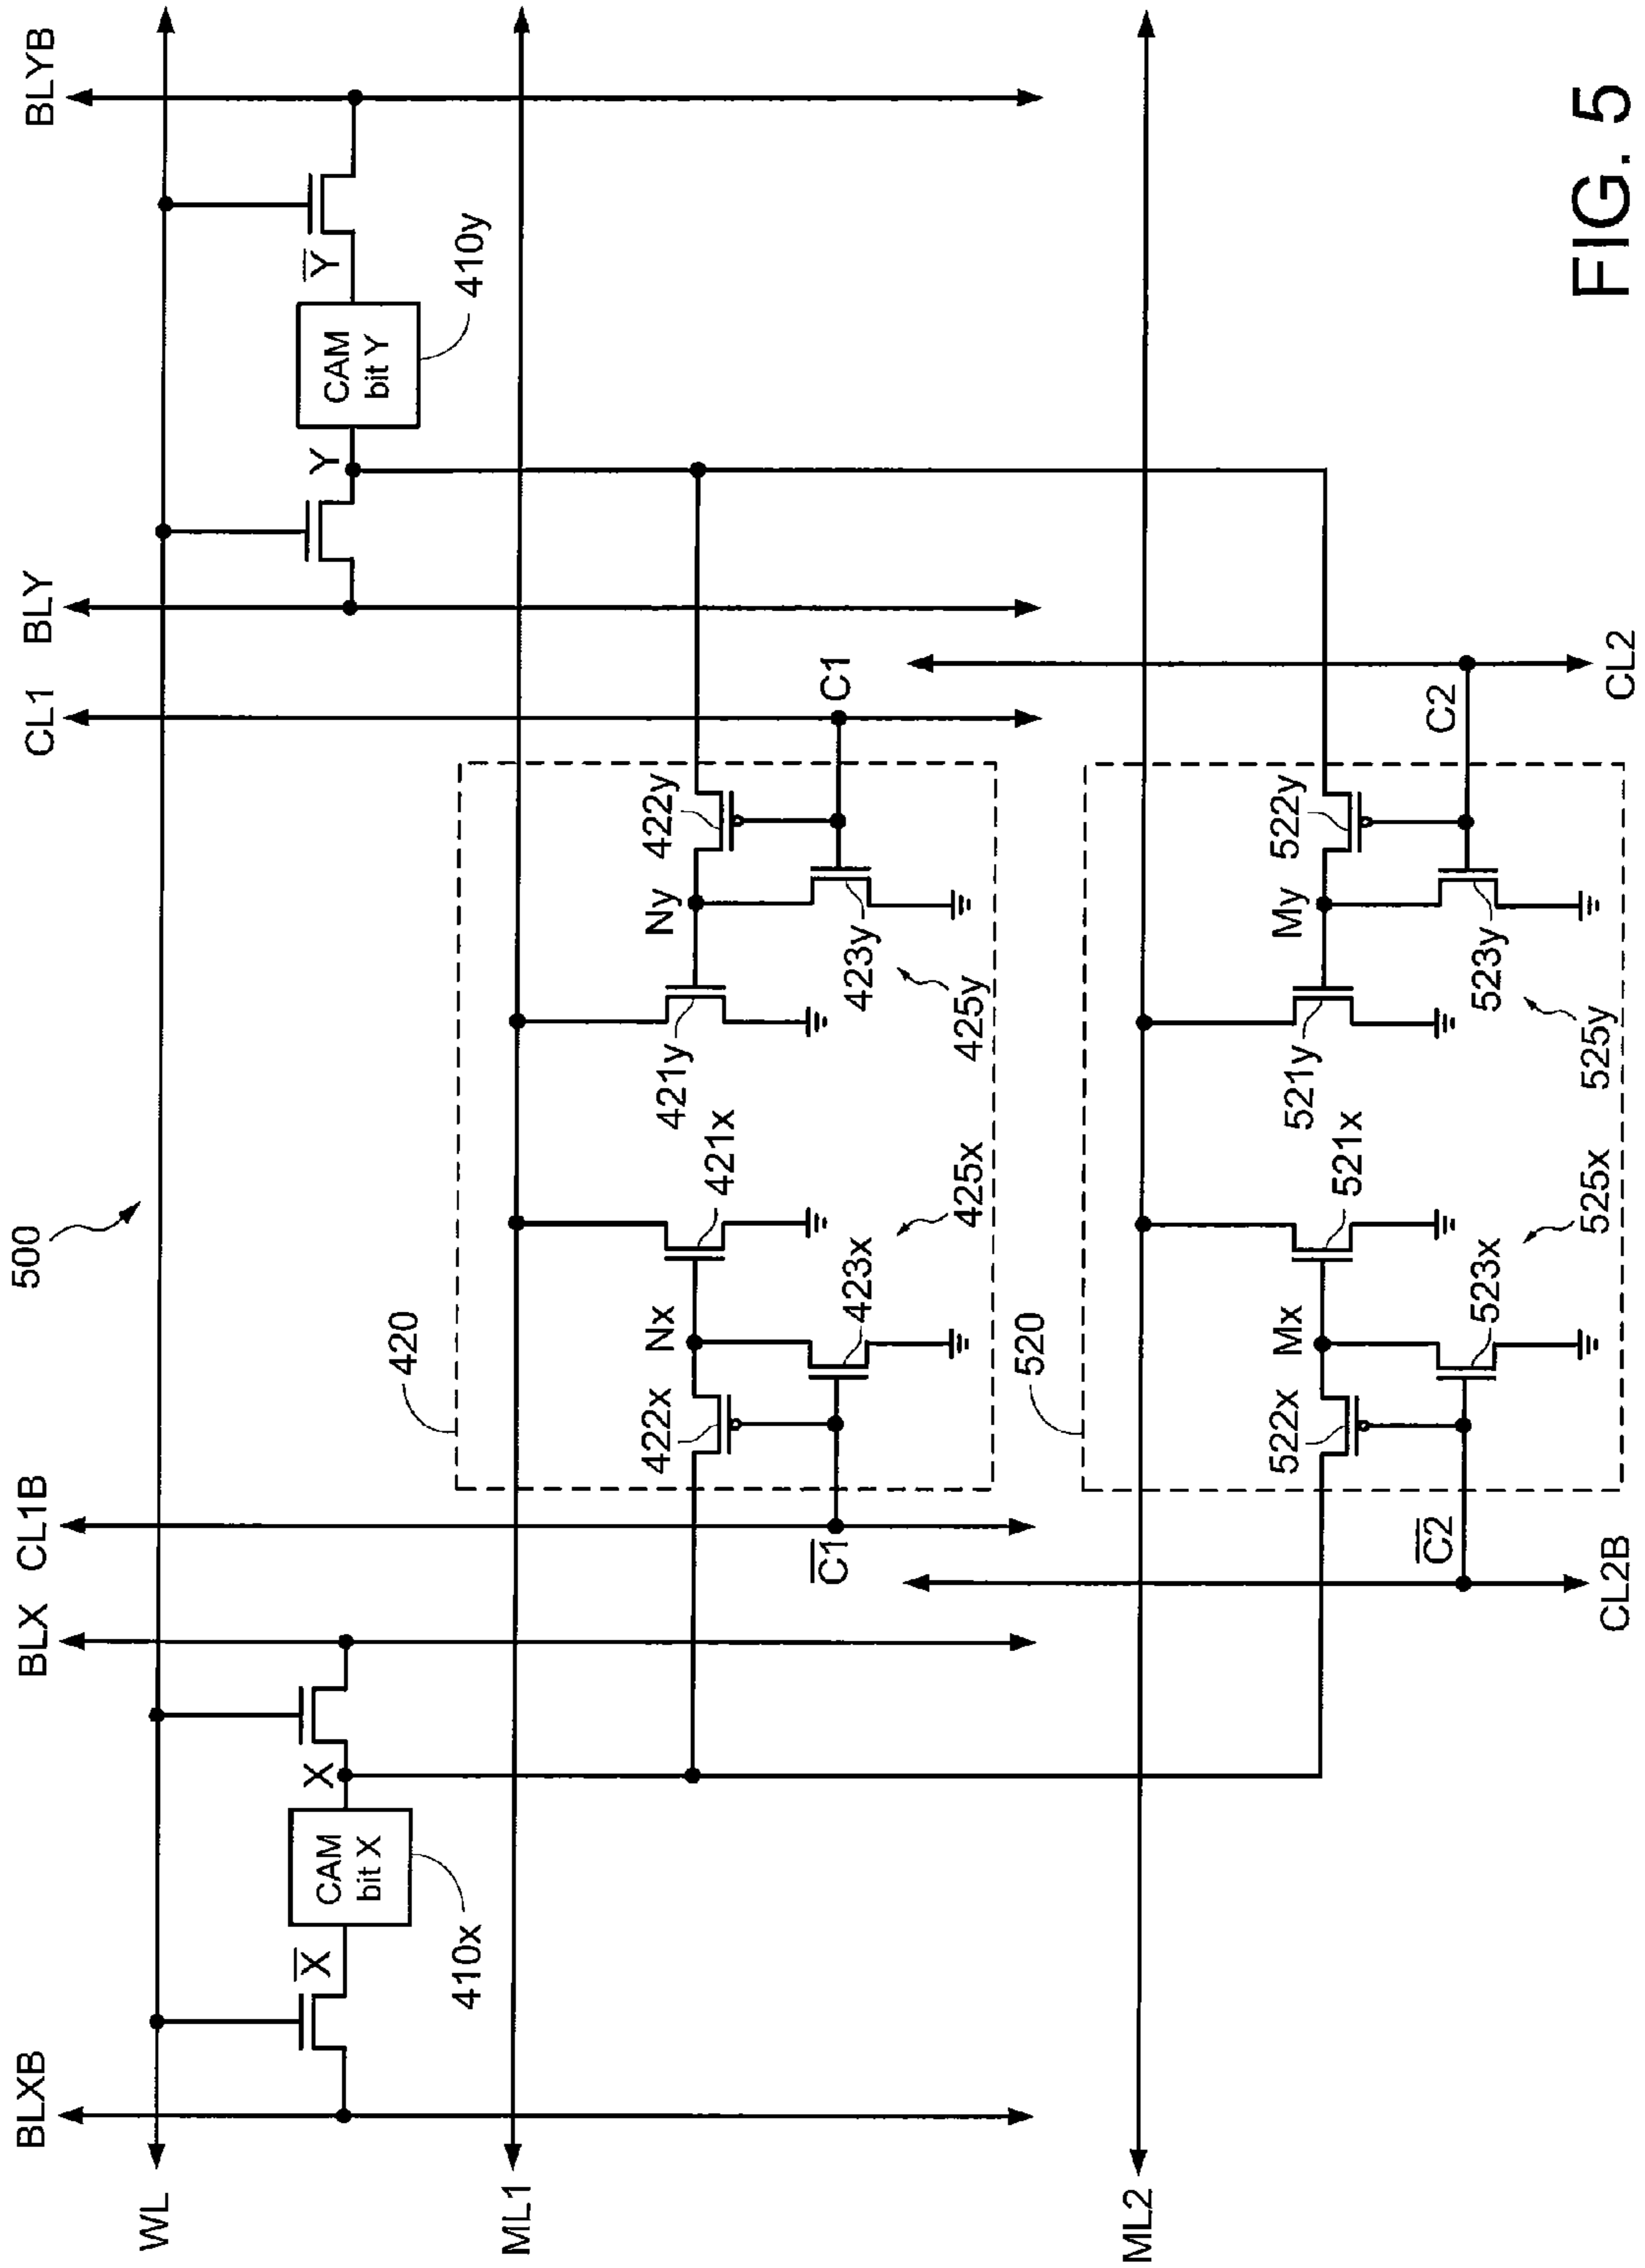 BLXB
BLX
CL1B
500
CL1
BLY
BLYB
WL
X̅
CAM
bit X
X
Y
CAM
bit Y
Y̅
410x
410y
ML1
420
422x
Nx
421x
421y
Ny
422y
C̅1̅
423x
425x
425y
423y
C1
ML2
520
522x
Mx
521x
521y
My
522y
C̅2̅
523x
525x
525y
523y
C2
CL2B
CL2
FIG. 5